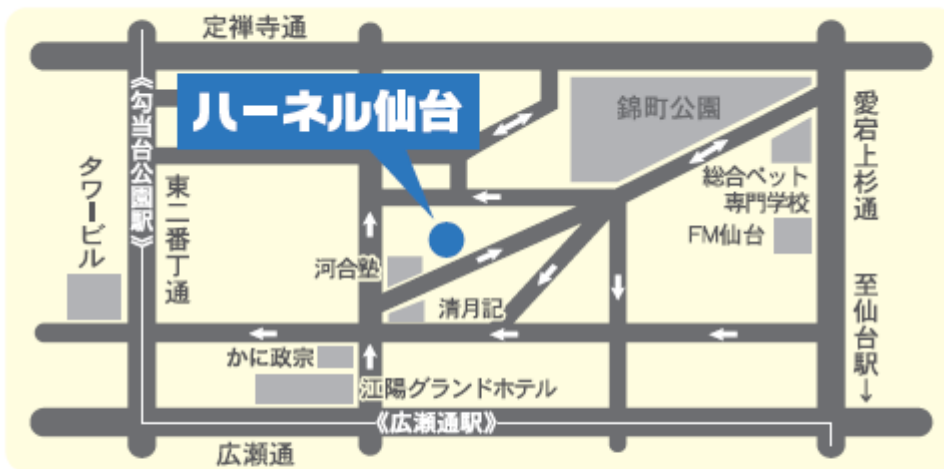 定禅寺通
ハーネル仙台
錦町公園
《勾当台公園駅》
愛宕上杉通
タワービル
東二番丁通
総合ペット
専門学校
FM仙台
河合塾
清月記
至仙台駅→
かに政宗
江陽グランドホテル
《広瀬通駅》
広瀬通